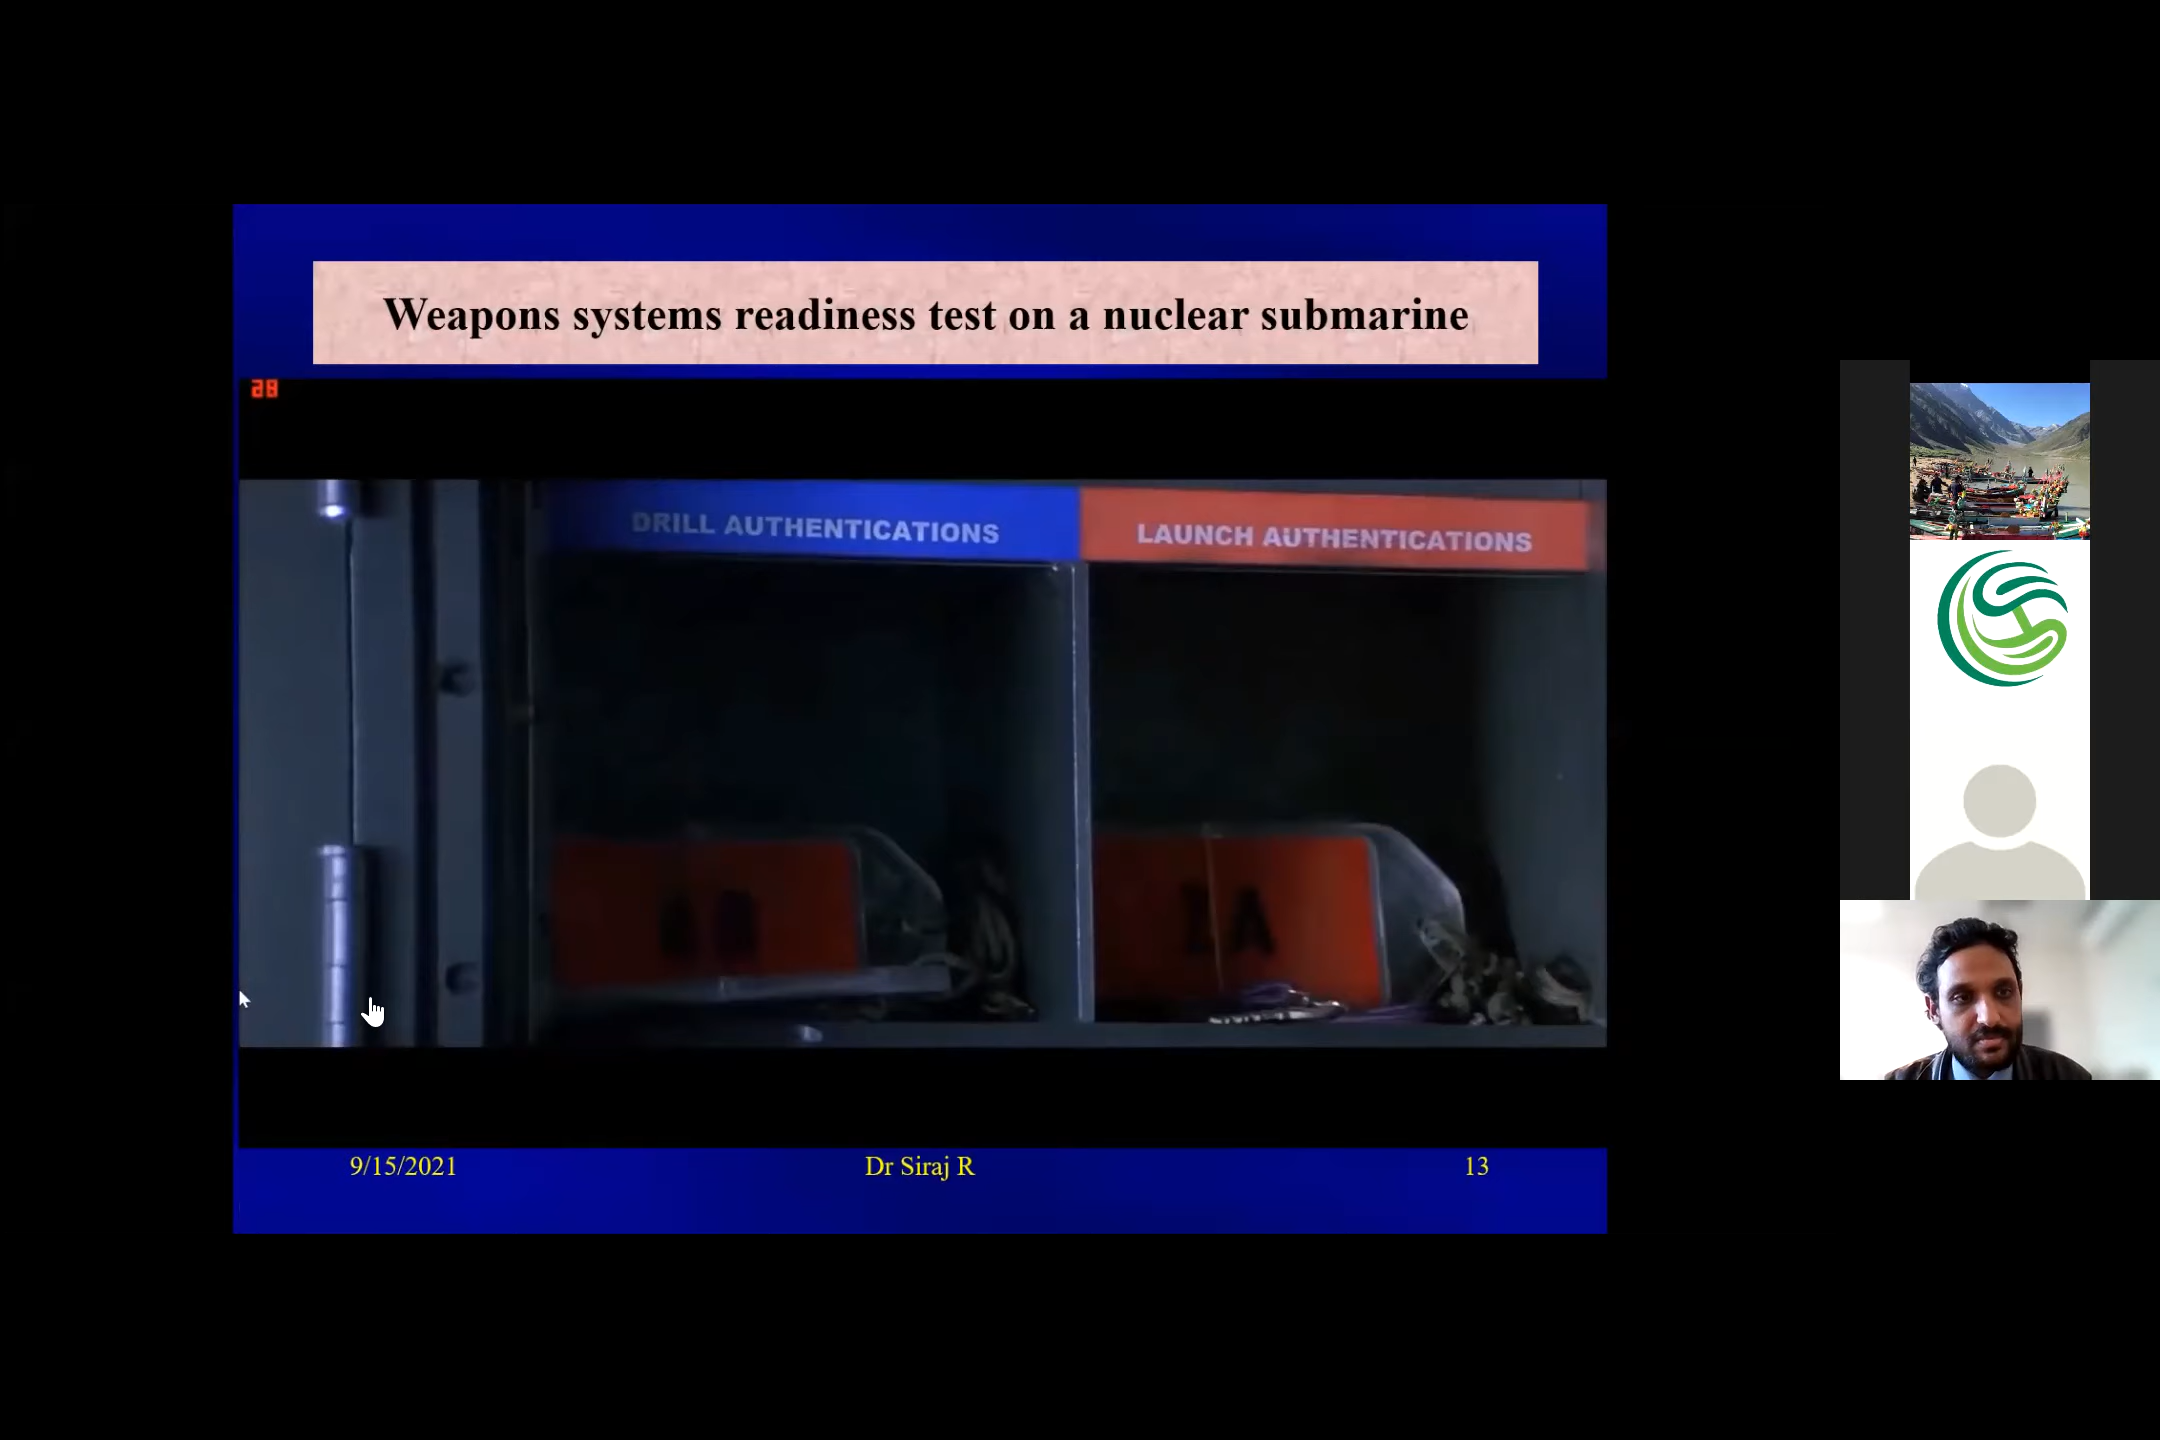 Weapons systems readiness test on a nuclear submarine
28
DRILL AUTHENTICATIONS
LAUNCH AUTHENTICATIONS
9/15/2021
Dr Siraj R
13